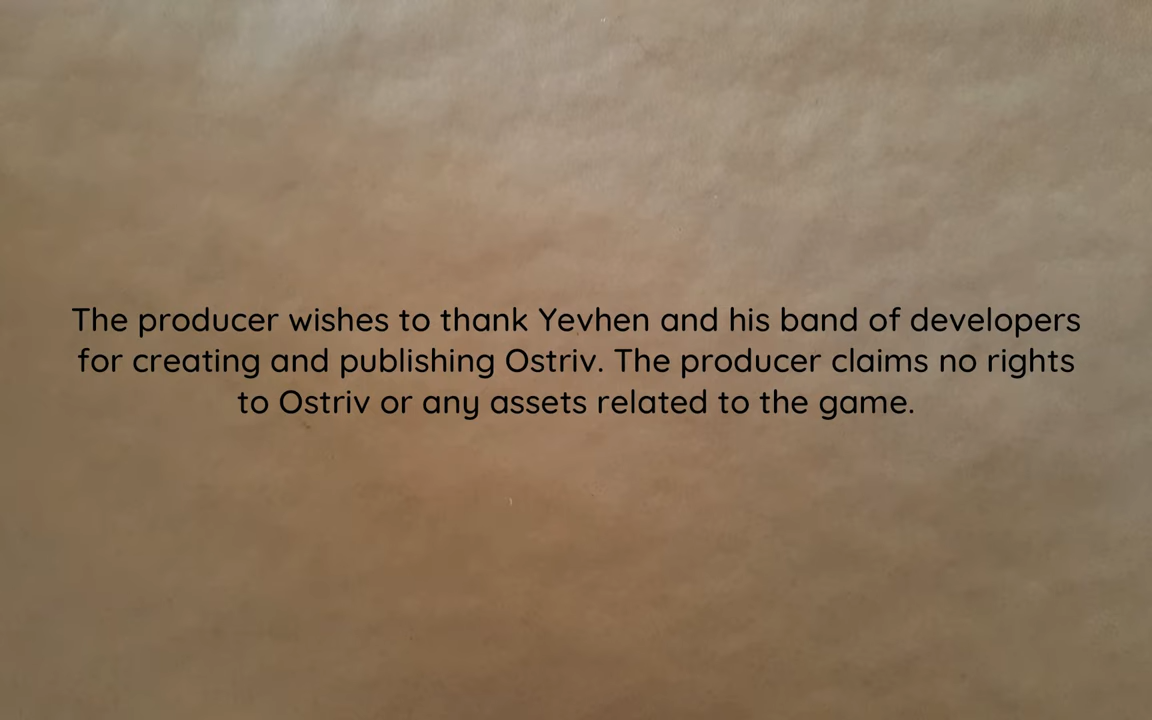 The producer wishes to thank Yevhen and his band of developers
for creating and publishing Ostriv. The producer claims no rights
to Ostriv or any assets related to the game.